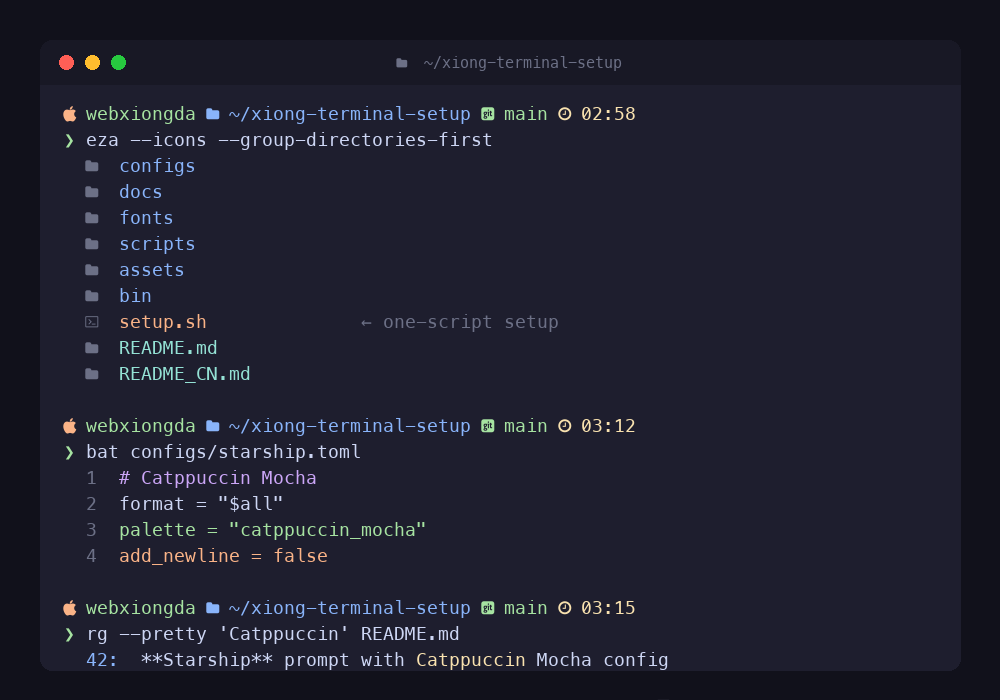 ~/xiong-terminal-setup
webxiongda ~/xiong-terminal-setup git main 02:58
❯ eza --icons --group-directories-first
configs
docs
fonts
scripts
assets
bin
setup.sh ← one-script setup
README.md
README_CN.md
webxiongda ~/xiong-terminal-setup git main 03:12
❯ bat configs/starship.toml
1 # Catppuccin Mocha
2 format = "$all"
3 palette = "catppuccin_mocha"
4 add_newline = false
webxiongda ~/xiong-terminal-setup git main 03:15
❯ rg --pretty 'Catppuccin' README.md
42: **Starship** prompt with Catppuccin Mocha config